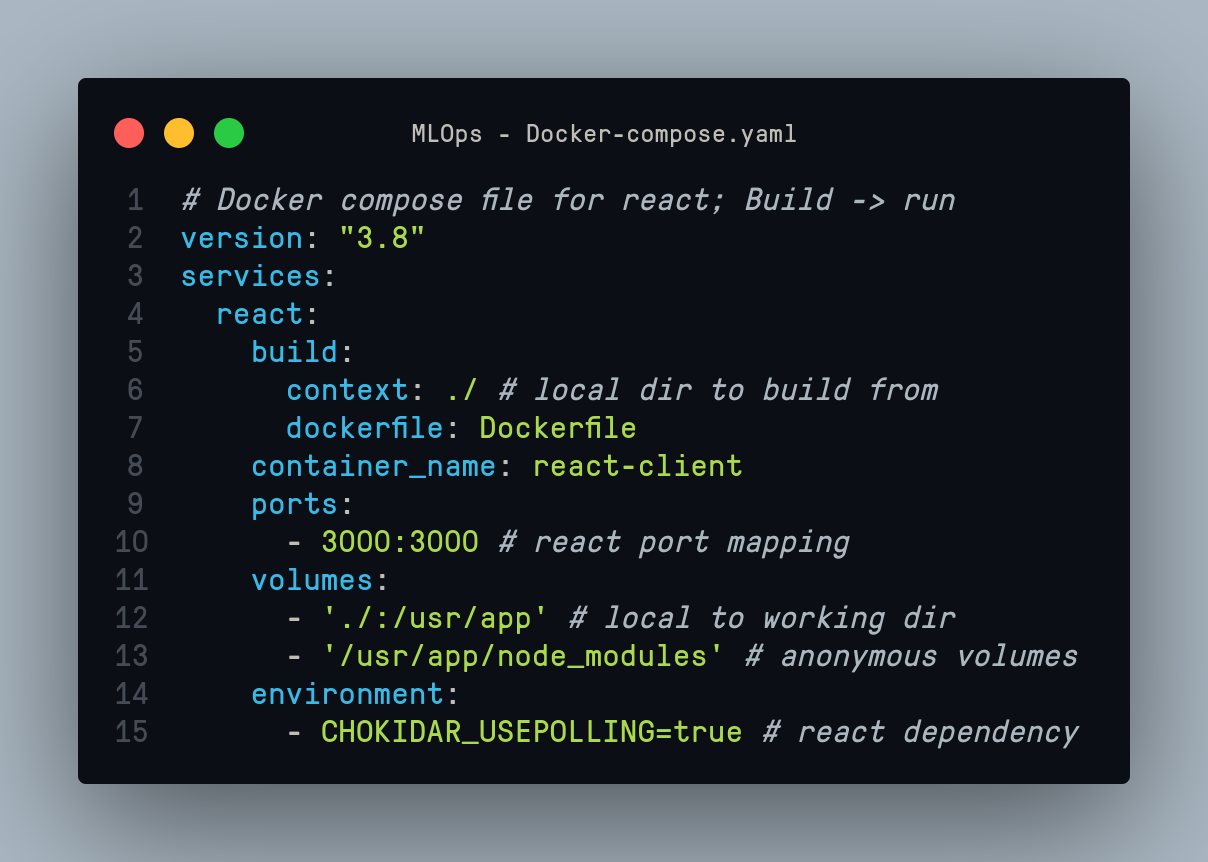 MLOps - Docker-compose.yaml
1 # Docker compose file for react; Build -> run
2 version: "3.8"
3 services:
4   react:
5     build:
6       context: ./ # local dir to build from
7       dockerfile: Dockerfile
8     container_name: react-client
9     ports:
10       - 3000:3000 # react port mapping
11     volumes:
12       - './:/usr/app' # local to working dir
13       - '/usr/app/node_modules' # anonymous volumes
14     environment:
15       - CHOKIDAR_USEPOLLING=true # react dependency